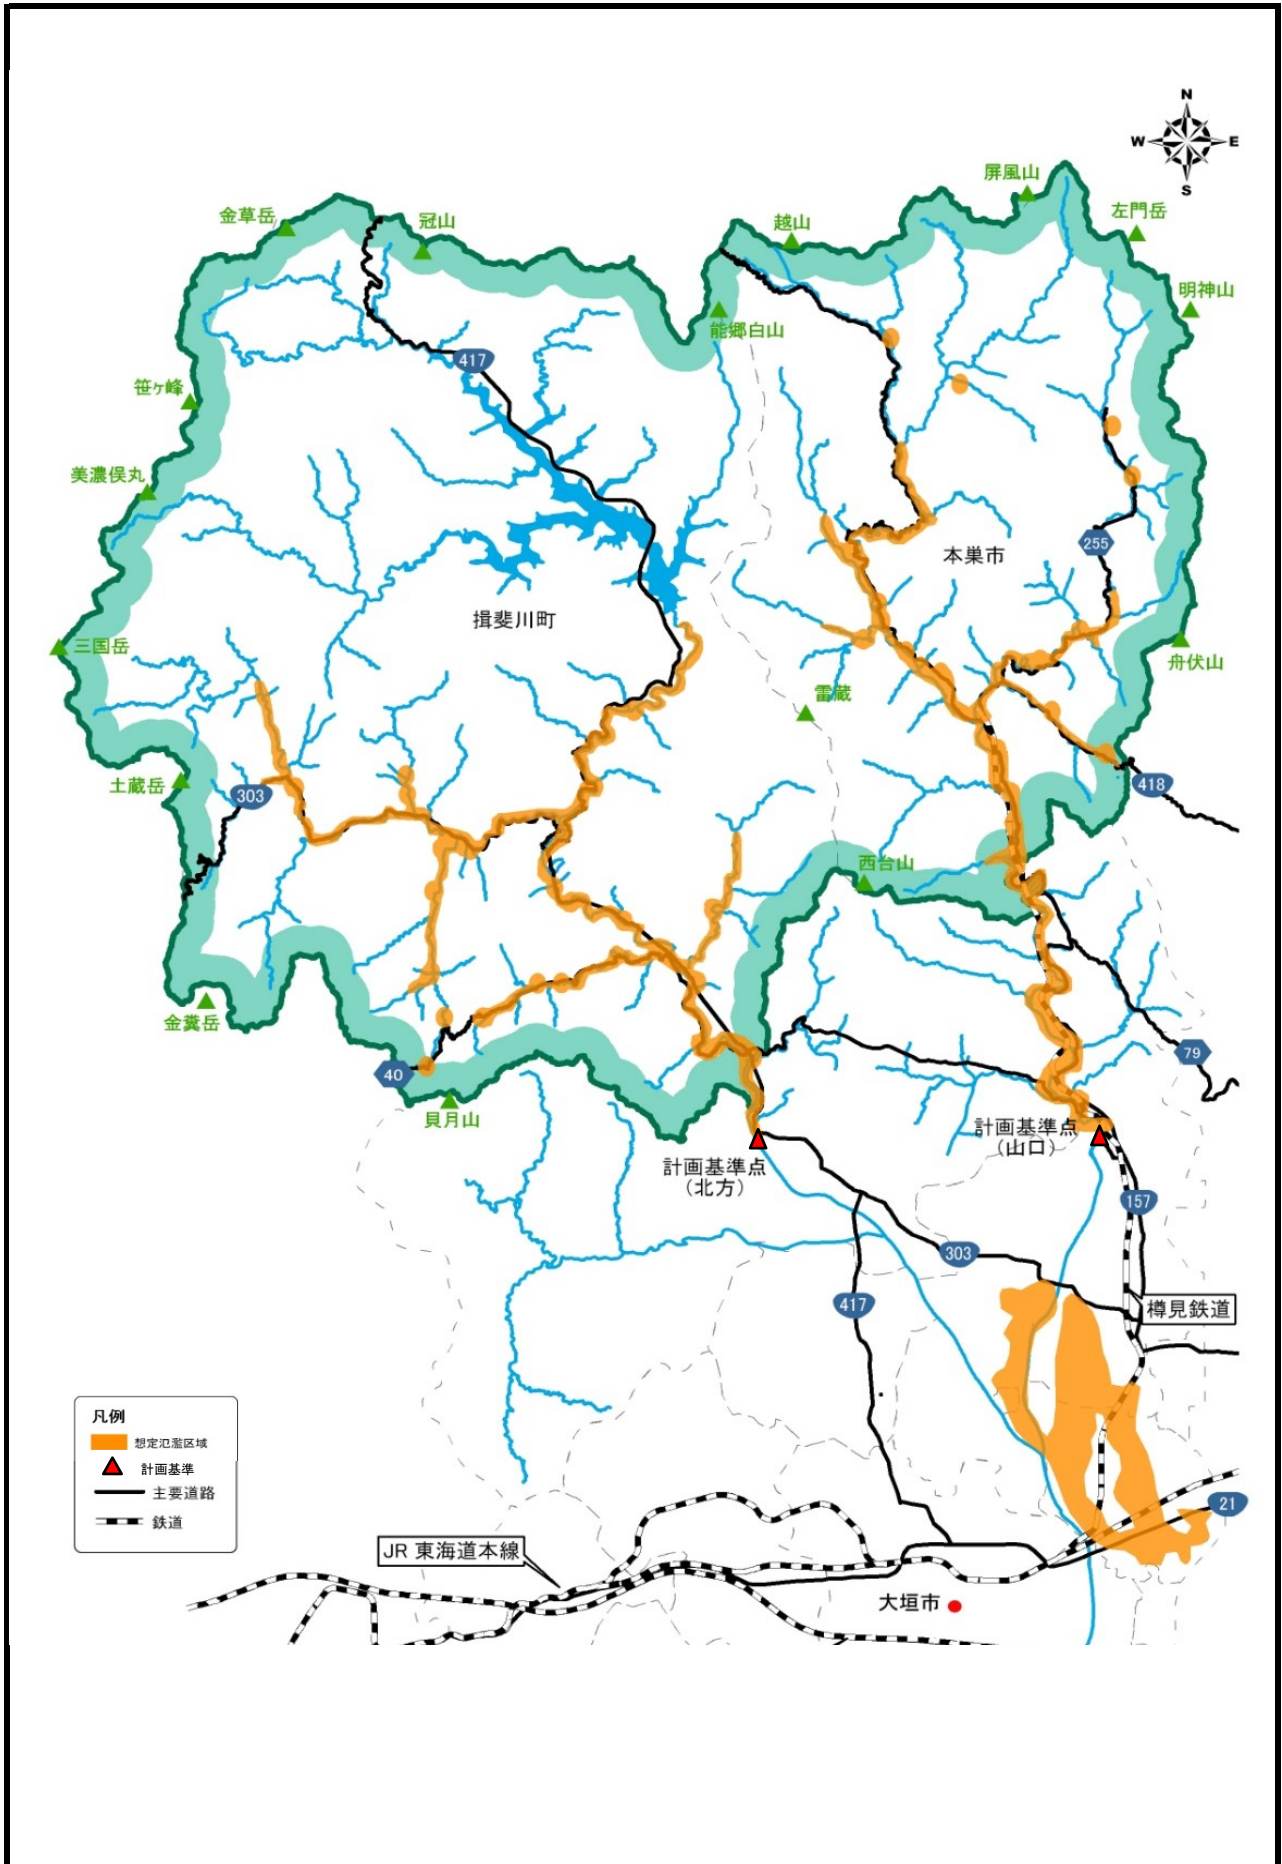 N
W
E
S
屏風山
左門岳
金草岳
冠山
越山
明神山
能郷白山
417
笹ヶ峰
美濃俣丸
255
本巣市
揖斐川町
三国岳
舟伏山
雷蔵
土蔵岳
303
418
西台山
金糞岳
40
79
貝月山
計画基準点
(山口)
計画基準点
(北方)
157
303
417
樽見鉄道
凡例
想定氾濫区域
計画基準
主要道路
鉄道
21
JR 東海道本線
大垣市